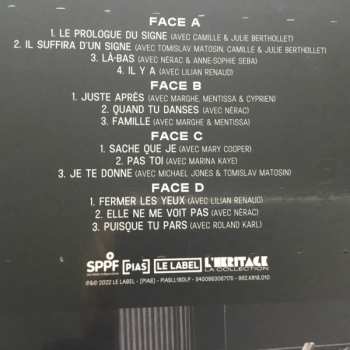 FACE A
1. LE PROLOGUE DU SIGNE (AVEC CAMILLE & JULIE BERTHOLLET)
2. IL SUFFIRA D'UN SIGNE (AVEC TOMISLAV MATOSIN, CAMILLE & JULIE BERTHOLLET)
3. LÀ-BAS (AVEC NÉRAC & ANNE-SOPHIE SEBA)
4. IL Y A (AVEC LILIAN RENAUD)
FACE B
1. JUSTE APRÈS (AVEC MARGHE, MENTISSA & CYPRIEN)
2. QUAND TU DANSES (AVEC NÉRAC)
3. FAMILLE (AVEC MARGHE & MENTISSA)
FACE C
1. SACHE QUE JE (AVEC MARY COOPER)
2. PAS TOI (AVEC MARINA KAYE)
3. JE TE DONNE (AVEC MICHAEL JONES & TOMISLAV MATOSIN)
FACE D
1. FERMER LES YEUX (AVEC LILIAN RENAUD)
2. ELLE NE ME VOIT PAS (AVEC NÉRAC)
3. PUISQUE TU PARS (AVEC ROLAND KARL)
SPPF [PIAS] LE LABEL L'HÉRITAGE
LA COLLECTION
℗&© 2022 LE LABEL - [PIAS] - PIASLL180LP -